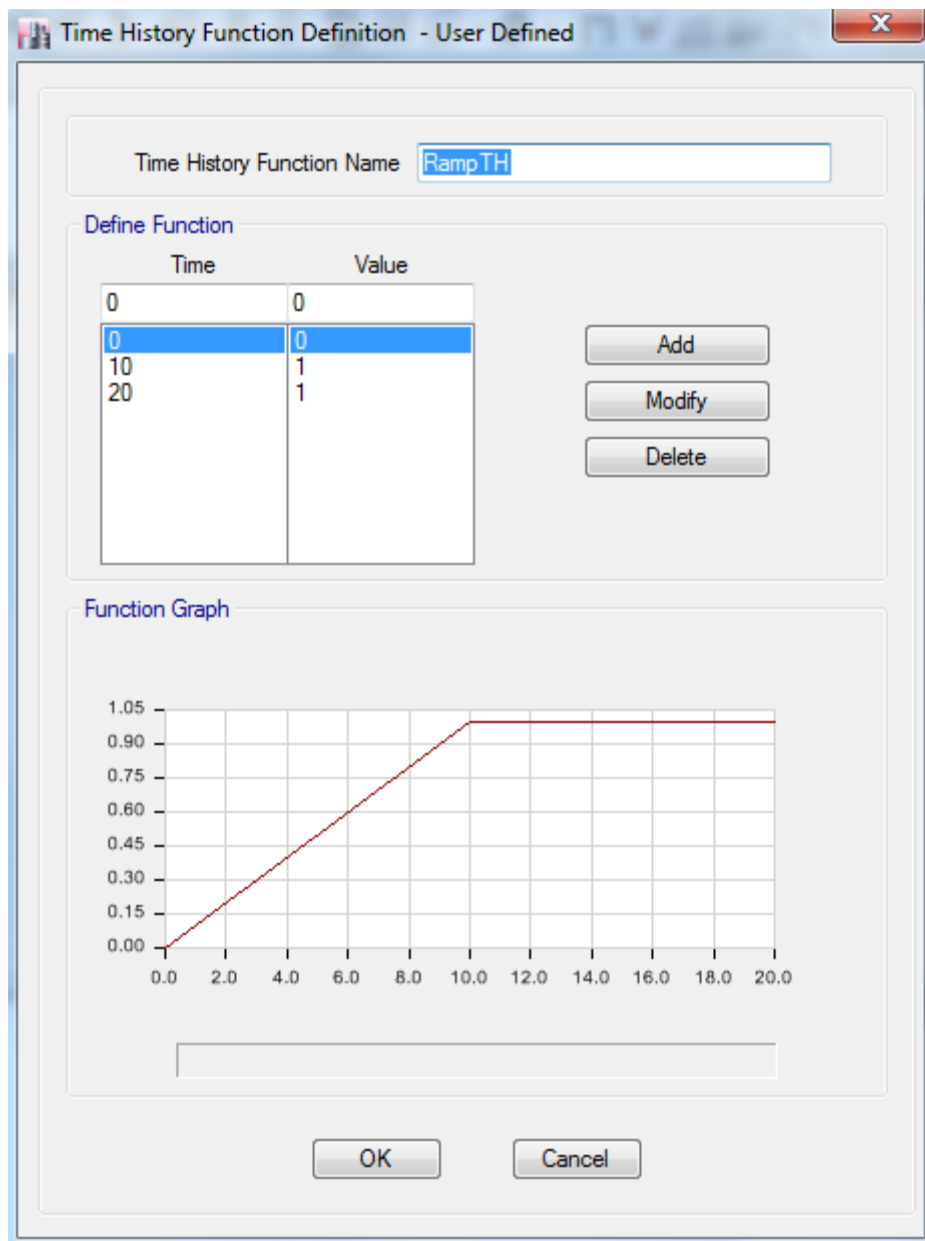 Time History Function Definition - User Defined
X
Time History Function Name RampTH
Define Function
Time Value
0 0
0 0
10 1
20 1
Add
Modify
Delete
Function Graph
1.05
0.90
0.75
0.60
0.45
0.30
0.15
0.00
0.0 2.0 4.0 6.0 8.0 10.0 12.0 14.0 16.0 18.0 20.0
OK Cancel